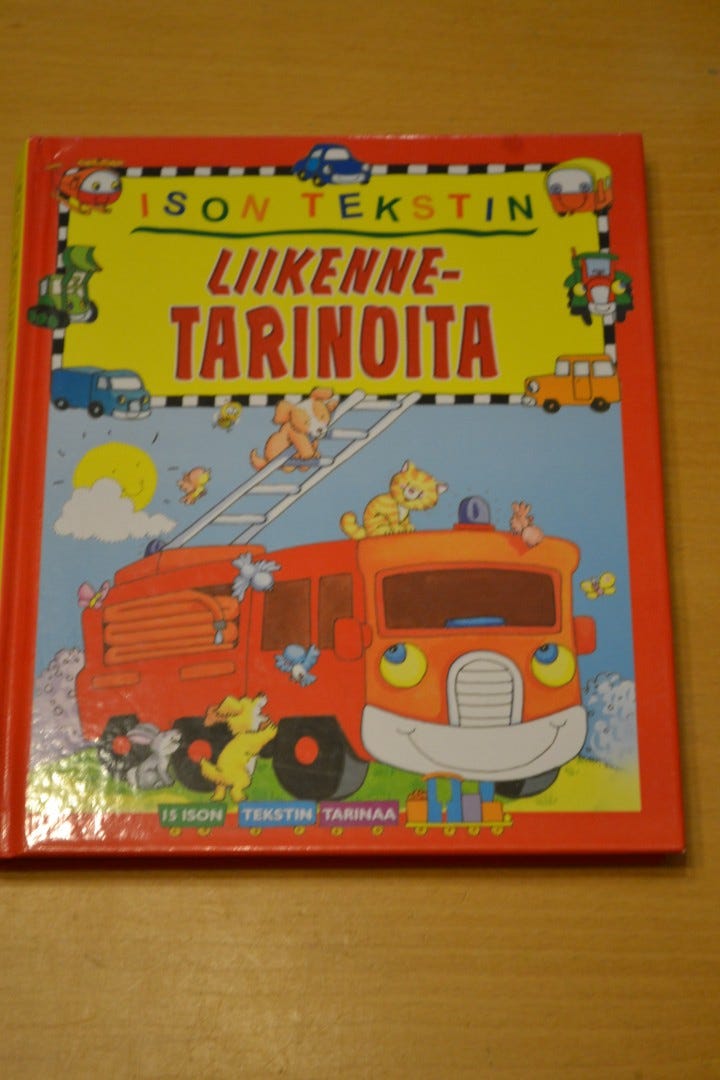 ISON TEKSTIN
LIIKENNE-
TARINOITA
15 ISON TEKSTIN TARINAA